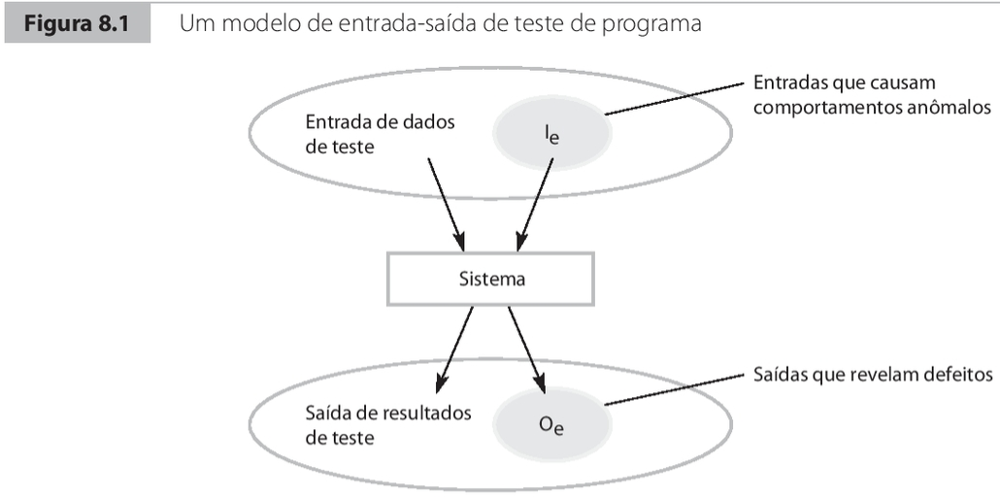 Figura 8.1 Um modelo de entrada-saída de teste de programa
Entradas que causam
comportamentos anômalos
Entrada de dados
de teste
Ie
Sistema
Saídas que revelam defeitos
Saída de resultados
de teste
Oe